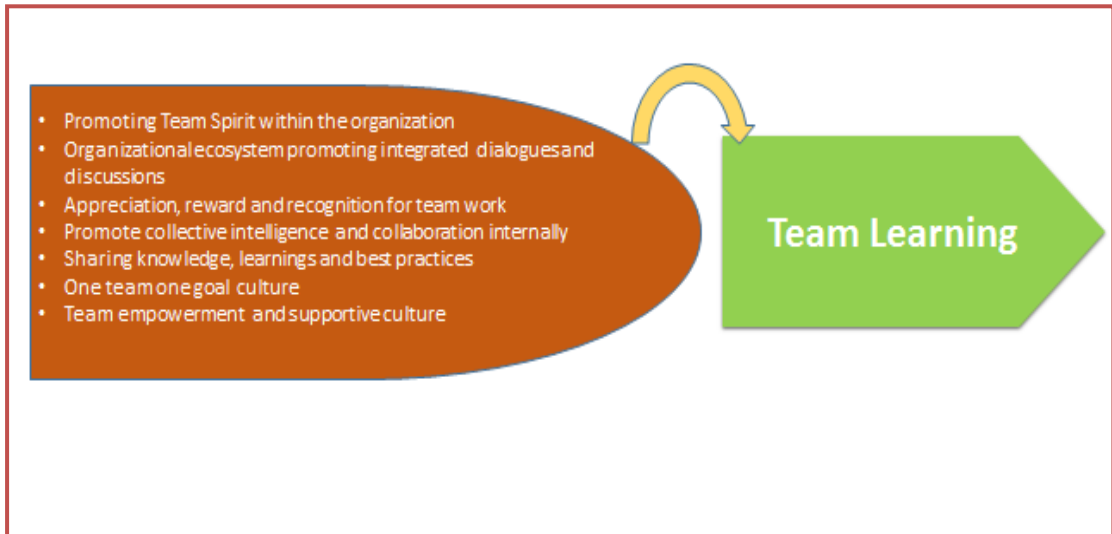 • Promoting Team Spirit within the organization
• Organizational ecosystem promoting integrated dialogues and
discussions
• Appreciation, reward and recognition for team work
• Promote collective intelligence and collaboration internally
• Sharing knowledge, learnings and best practices
• One team one goal culture
• Team empowerment and supportive culture
Team Learning